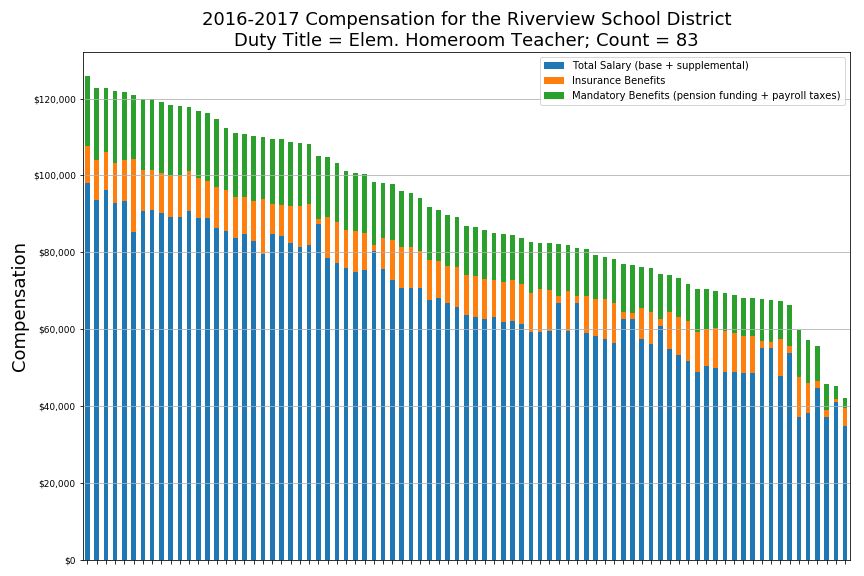 2016-2017 Compensation for the Riverview School District
Duty Title = Elem. Homeroom Teacher; Count = 83
Total Salary (base + supplemental)
Insurance Benefits
Mandatory Benefits (pension funding + payroll taxes)
$120,000
$100,000
$80,000
$60,000
$40,000
$20,000
$0
Compensation